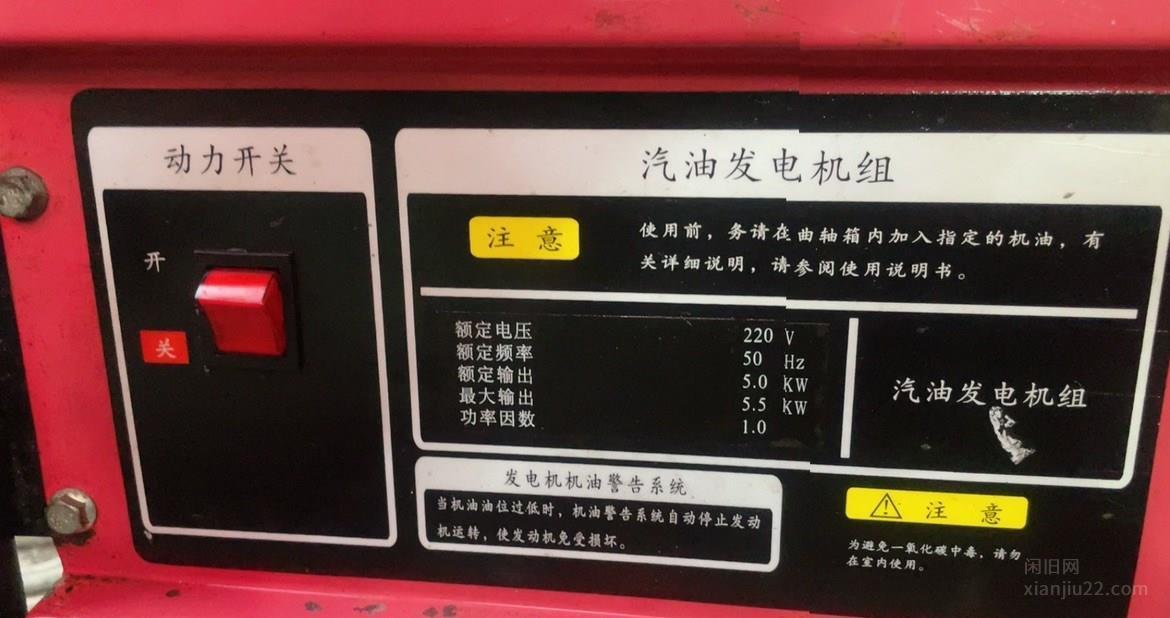 动力开关
开
关
汽油发电机组
注 意
使用前，务请在曲轴箱内加入指定的机油，有
关详细说明，请参阅使用说明书。
额定电压 220 V
额定频率 50 Hz
额定输出 5.0 KW
最大输出 5.5 KW
功率因数 1.0
汽油发电机组
发电机机油警告系统
当机油油位过低时，机油警告系统自动停止发动
机运转，使发动机免受损坏。
注 意
为避免一氧化碳中毒，请勿
在室内使用。
闲旧网
xianjiu22.com